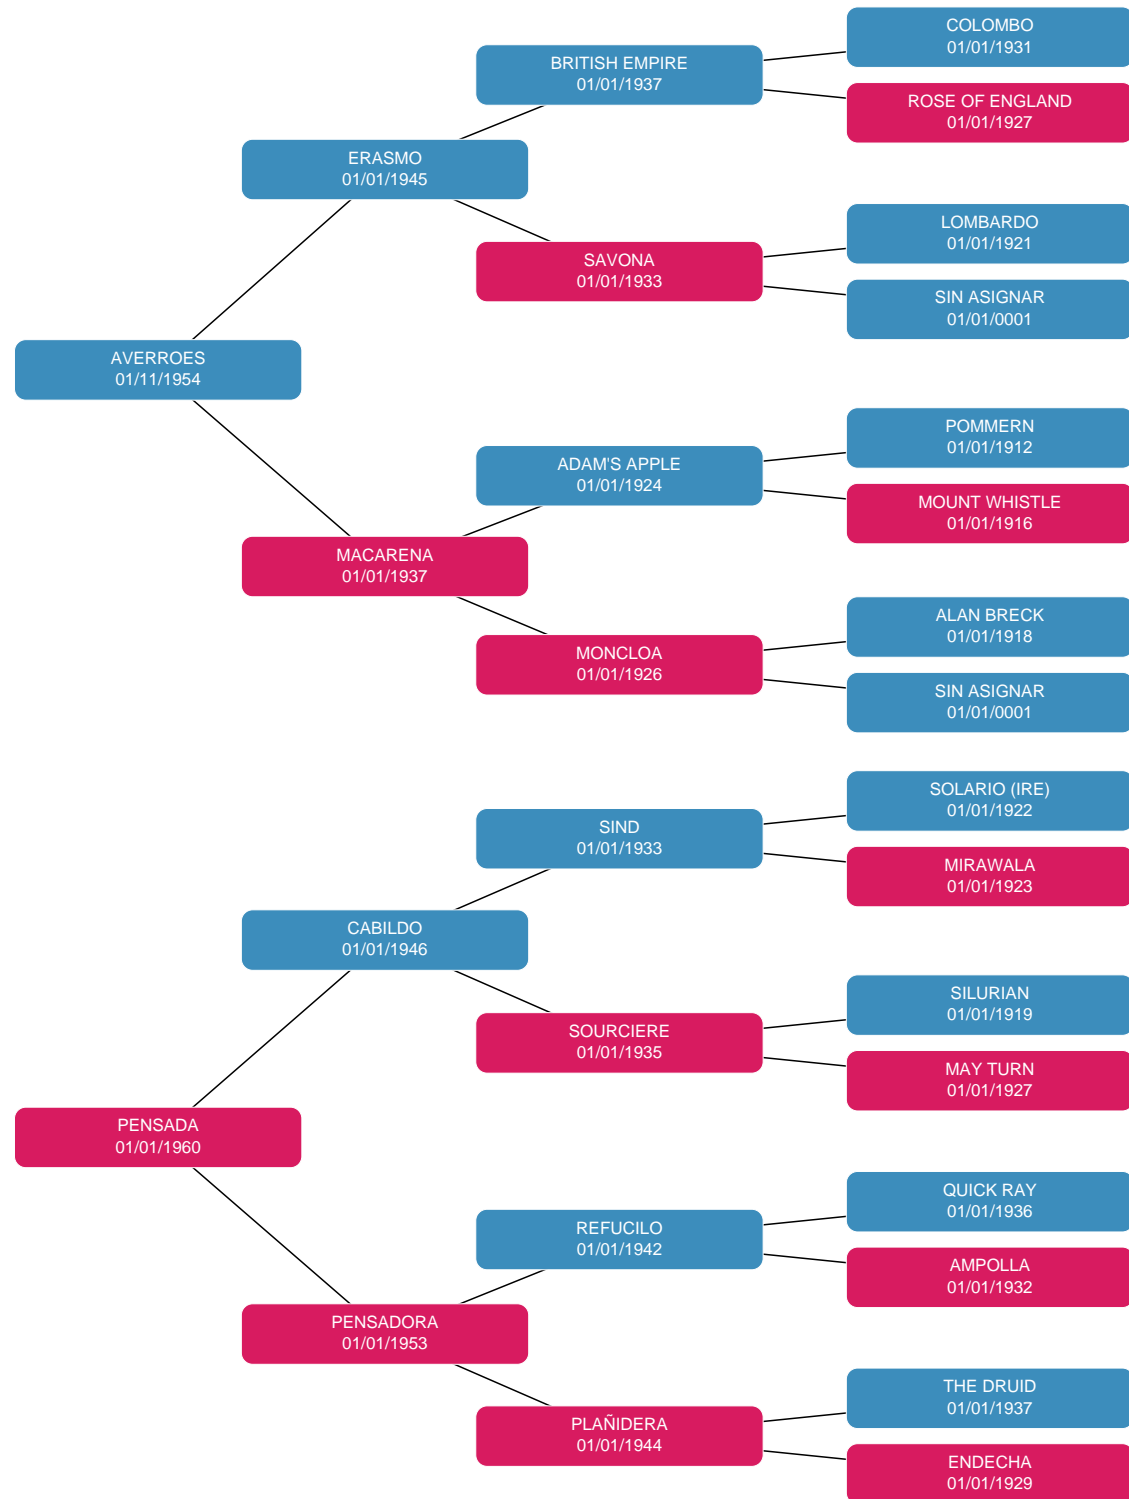 COLOMBO
01/01/1931
BRITISH EMPIRE
01/01/1937
ROSE OF ENGLAND
01/01/1927
ERASMO
01/01/1945
LOMBARDO
01/01/1921
SAVONA
01/01/1933
SIN ASIGNAR
01/01/0001
AVERROES
01/11/1954
POMMERN
01/01/1912
ADAM'S APPLE
01/01/1924
MOUNT WHISTLE
01/01/1916
MACARENA
01/01/1937
ALAN BRECK
01/01/1918
MONCLOA
01/01/1926
SIN ASIGNAR
01/01/0001
SOLARIO (IRE)
01/01/1922
SIND
01/01/1933
MIRAWALA
01/01/1923
CABILDO
01/01/1946
SILURIAN
01/01/1919
SOURCIERE
01/01/1935
MAY TURN
01/01/1927
PENSADA
01/01/1960
QUICK RAY
01/01/1936
REFUCILO
01/01/1942
AMPOLLA
01/01/1932
PENSADORA
01/01/1953
THE DRUID
01/01/1937
PLAÑIDERA
01/01/1944
ENDECHA
01/01/1929